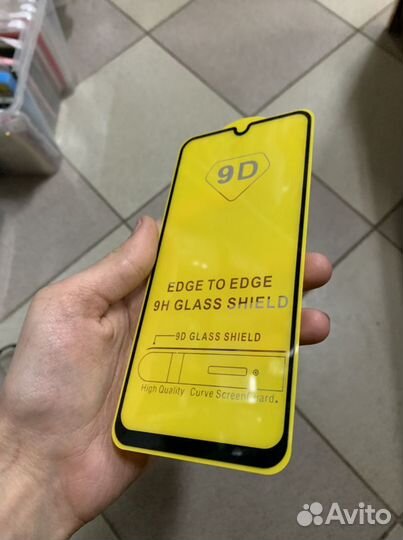 9D
EDGE TO EDGE
9H GLASS SHIELD
9D GLASS SHIELD
High Quality Curve Screen Guard.
Avito